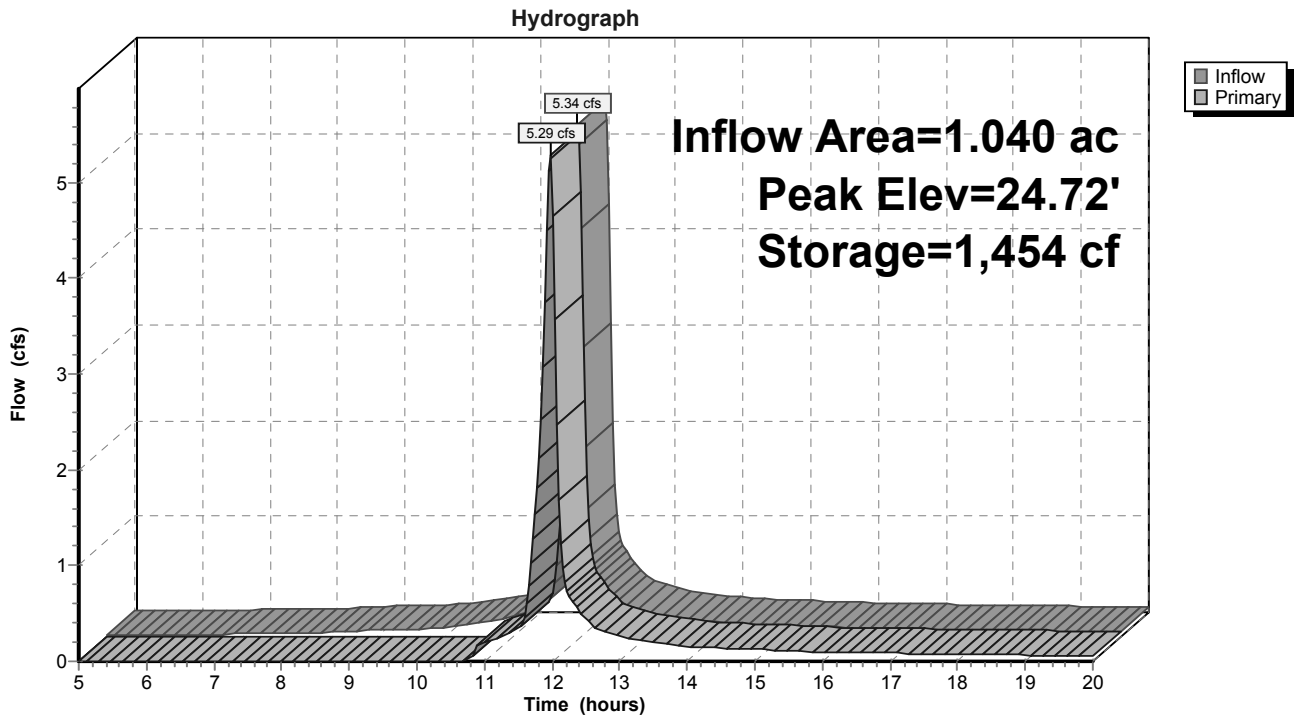 Hydrograph
Inflow
Primary
5.34 cfs
5.29 cfs
Inflow Area=1.040 ac
Peak Elev=24.72'
Storage=1,454 cf
Flow (cfs)
5
4
3
2
1
0
5 6 7 8 9 10 11 12 13 14 15 16 17 18 19 20
Time (hours)